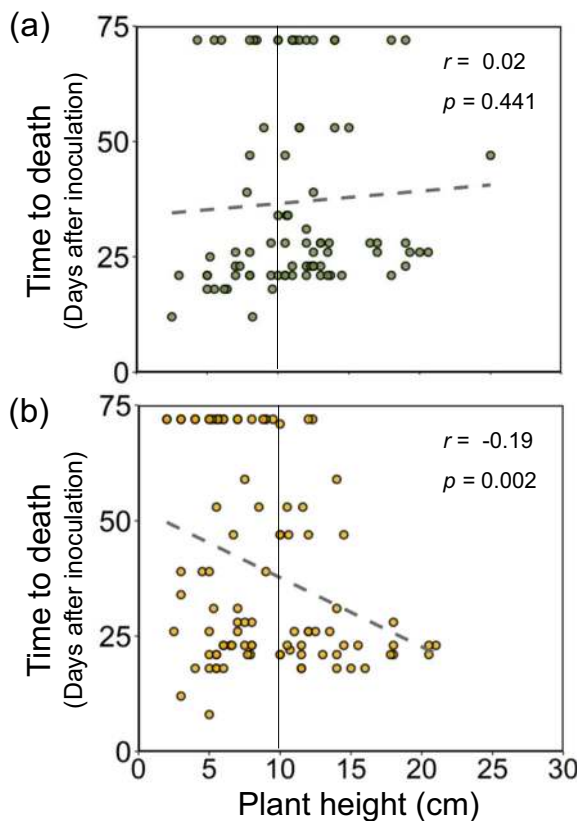 (a)
75
50
25
0
Time to death
(Days after inoculation)
r = 0.02
p = 0.441
(b)
75
50
25
0
Time to death
(Days after inoculation)
r = -0.19
p = 0.002
0 5 10 15 20 25 30
Plant height (cm)